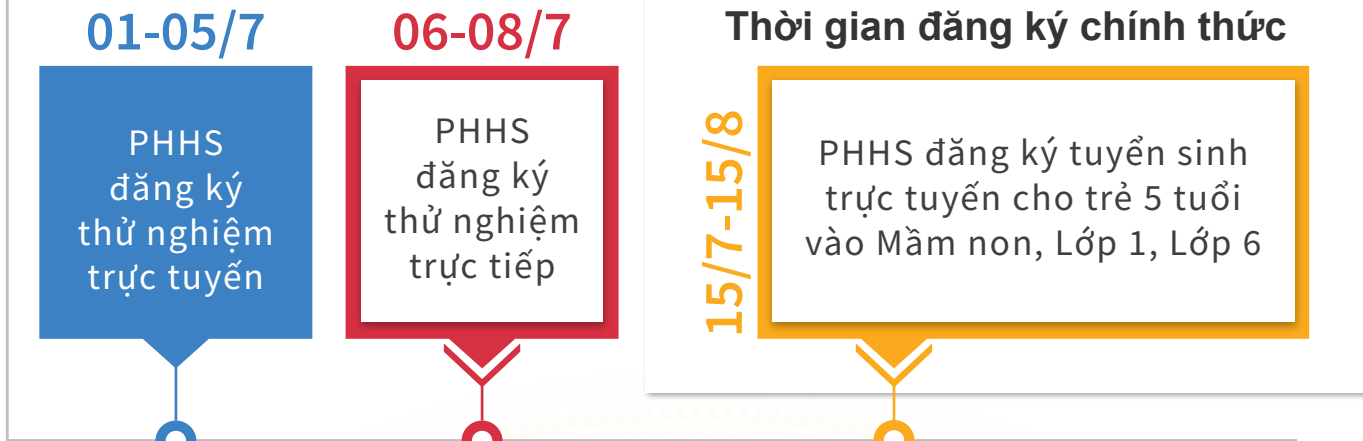 01-05/7
PHHS
đăng ký
thử nghiệm
trực tuyến
06-08/7
PHHS
đăng ký
thử nghiệm
trực tiếp
Thời gian đăng ký chính thức
15/7-15/8
PHHS đăng ký tuyển sinh
trực tuyến cho trẻ 5 tuổi
vào Mầm non, Lớp 1, Lớp 6